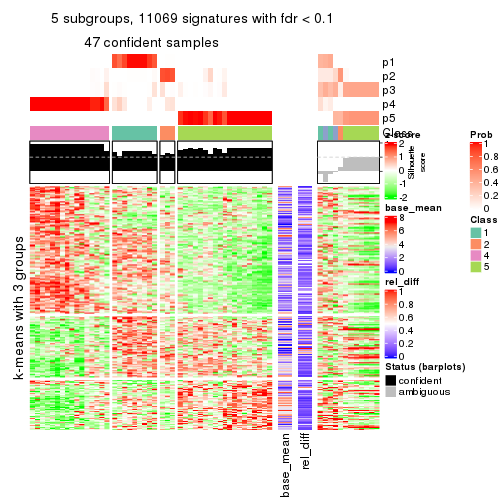 5 subgroups, 11069 signatures with fdr < 0.1
47 confident samples
p1
p2
p3
p4
p5
Class
z-score
2
1
0
-1
-2
Silhouette
score
base_mean
8
6
4
2
0
rel_diff
1
0.8
0.6
0.4
0.2
0
Status (barplots)
confident
ambiguous
Prob
1
0.8
0.6
0.4
0.2
0
Class
1
2
4
5
k-means with 3 groups
base_mean
rel_diff